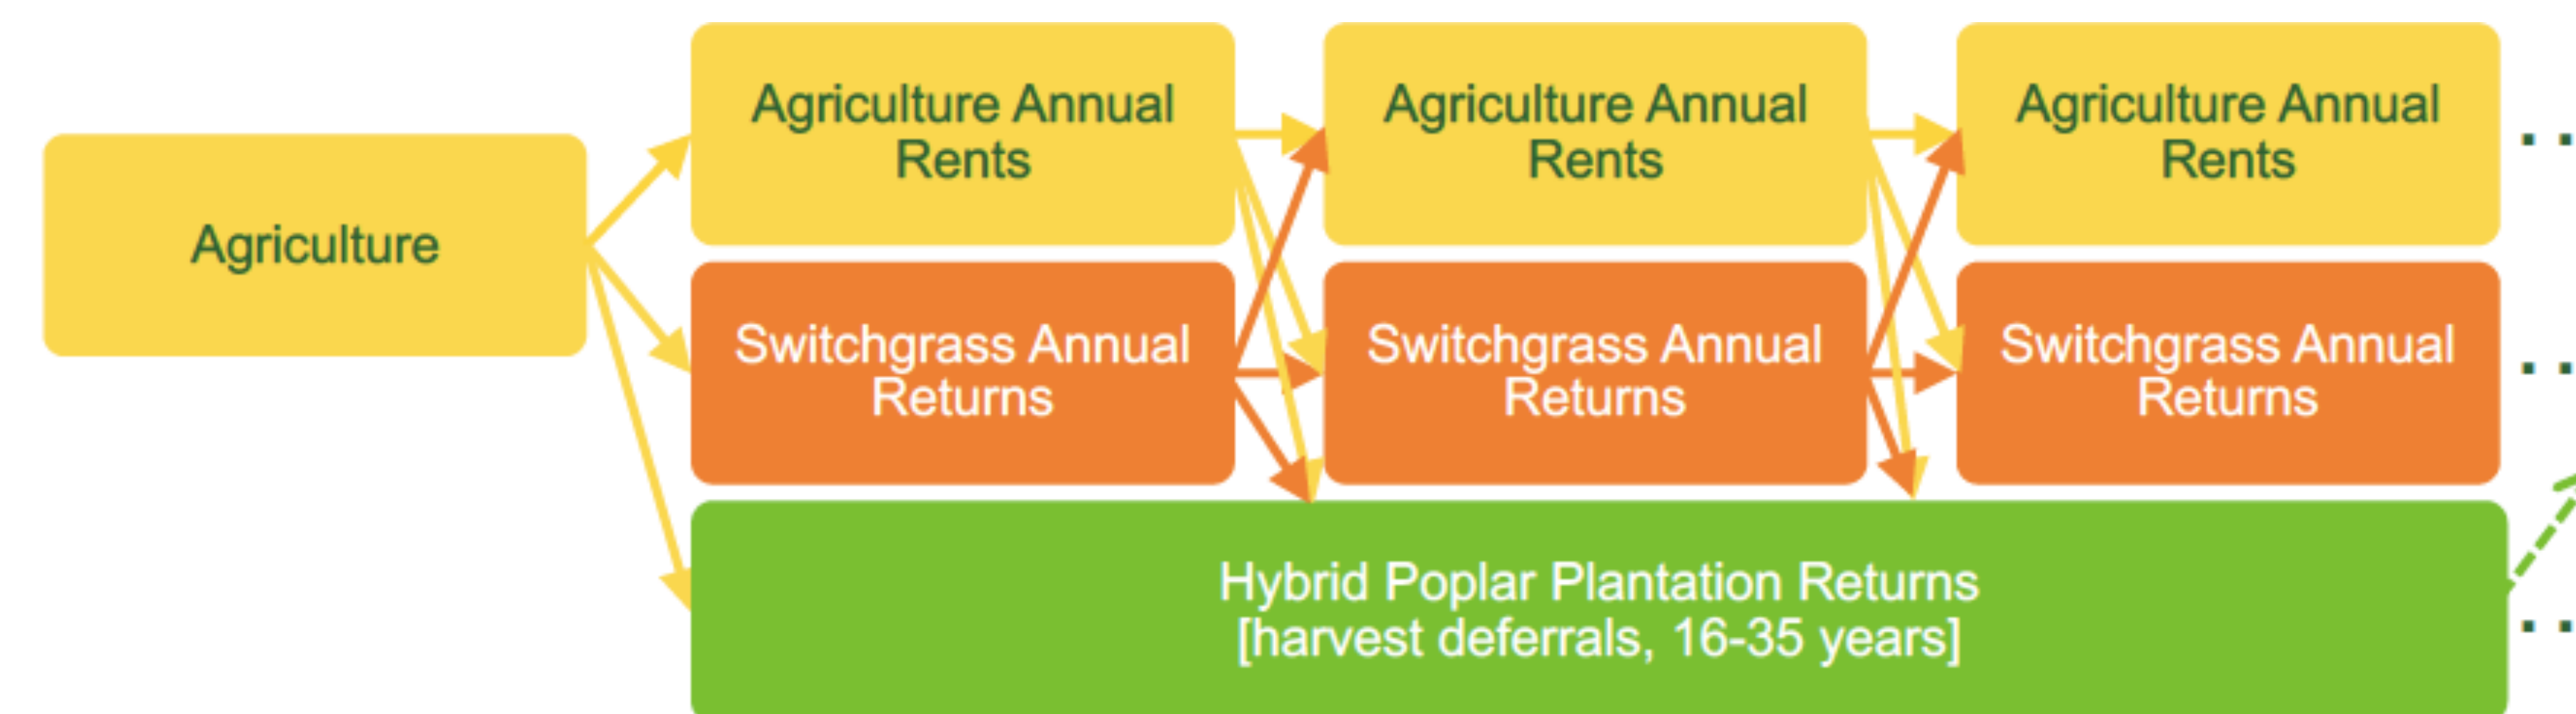 Agriculture
Agriculture Annual
Rents
Agriculture Annual
Rents
Agriculture Annual
Rents
Switchgrass Annual
Returns
Switchgrass Annual
Returns
Switchgrass Annual
Returns
Hybrid Poplar Plantation Returns
[harvest deferrals, 16-35 years]